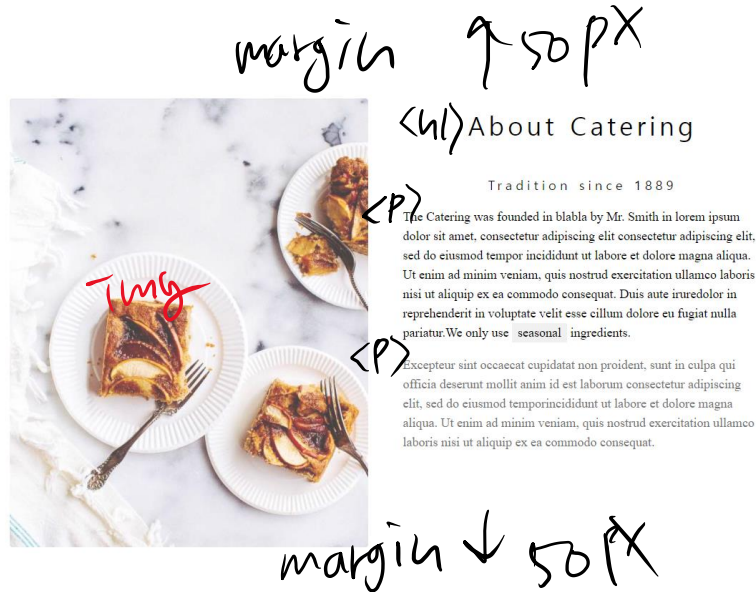 margin ↑ 50px
<h1> About Catering
Tradition since 1889
<p> The Catering was founded in blabla by Mr. Smith in lorem ipsum
dolor sit amet, consectetur adipiscing elit consectetur adipiscing elit,
sed do eiusmod tempor incididunt ut labore et dolore magna aliqua.
Ut enim ad minim veniam, quis nostrud exercitation ullamco laboris
nisi ut aliquip ex ea commodo consequat. Duis aute iruredolor in
reprehenderit in voluptate velit esse cillum dolore eu fugiat nulla
pariatur.We only use seasonal ingredients.
<p> Excepteur sint occaecat cupidatat non proident, sunt in culpa qui
officia deserunt mollit anim id est laborum consectetur adipiscing
elit, sed do eiusmod temporincididunt ut labore et dolore magna
aliqua. Ut enim ad minim veniam, quis nostrud exercitation ullamco
laboris nisi ut aliquip ex ea commodo consequat.
img
margin ↓ 50px